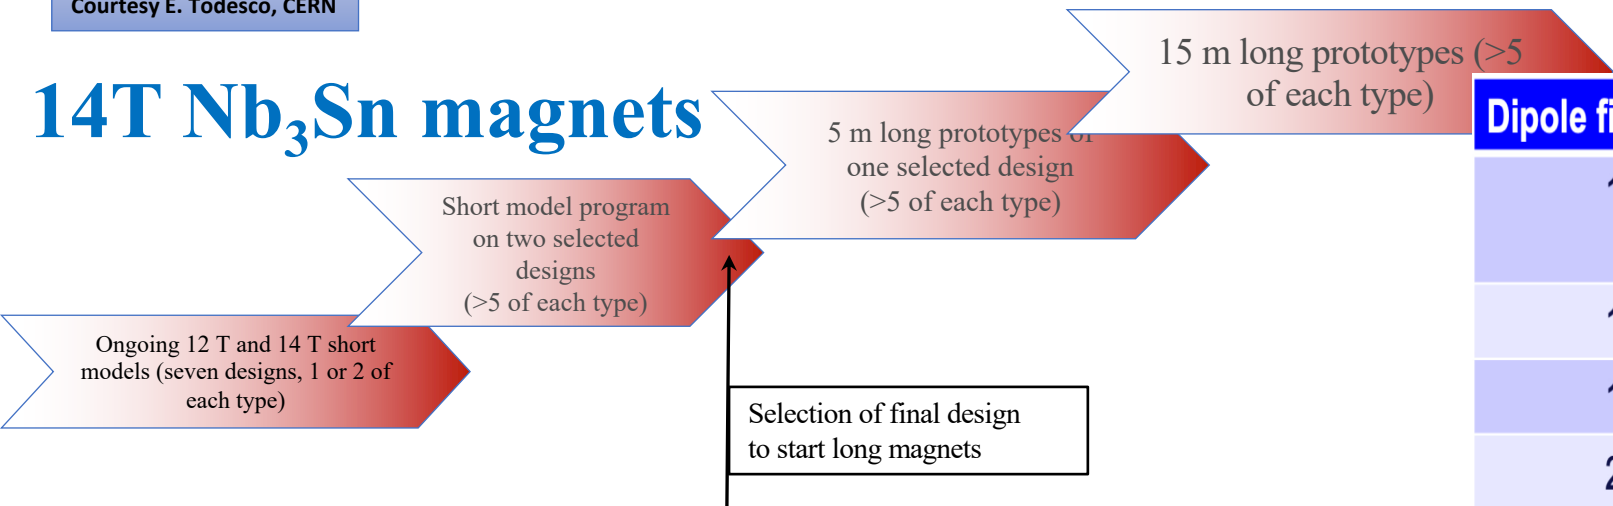 Courtesy E. Todesco, CERN
14T Nb₃Sn magnets
15 m long prototypes (>5
of each type)
5 m long prototypes of
one selected design
(>5 of each type)
Short model program
on two selected
designs
(>5 of each type)
Ongoing 12 T and 14 T short
models (seven designs, 1 or 2 of
each type)
Selection of final design
to start long magnets
Dipole